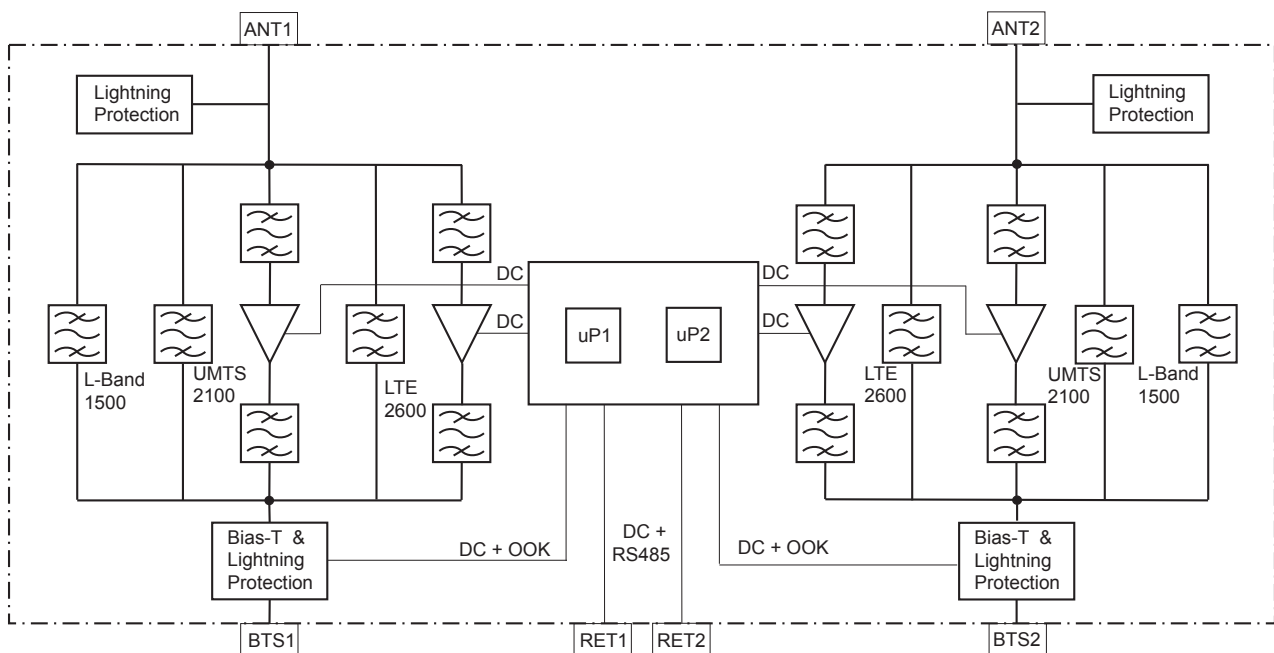 ANT1
ANT2
Lightning
Protection
Lightning
Protection
DC
DC
DC
DC
uP1
uP2
L-Band
1500
UMTS
2100
LTE
2600
LTE
2600
UMTS
2100
L-Band
1500
Bias-T &
Lightning
Protection
DC + OOK
DC +
RS485
DC + OOK
Bias-T &
Lightning
Protection
BTS1
RET1
RET2
BTS2